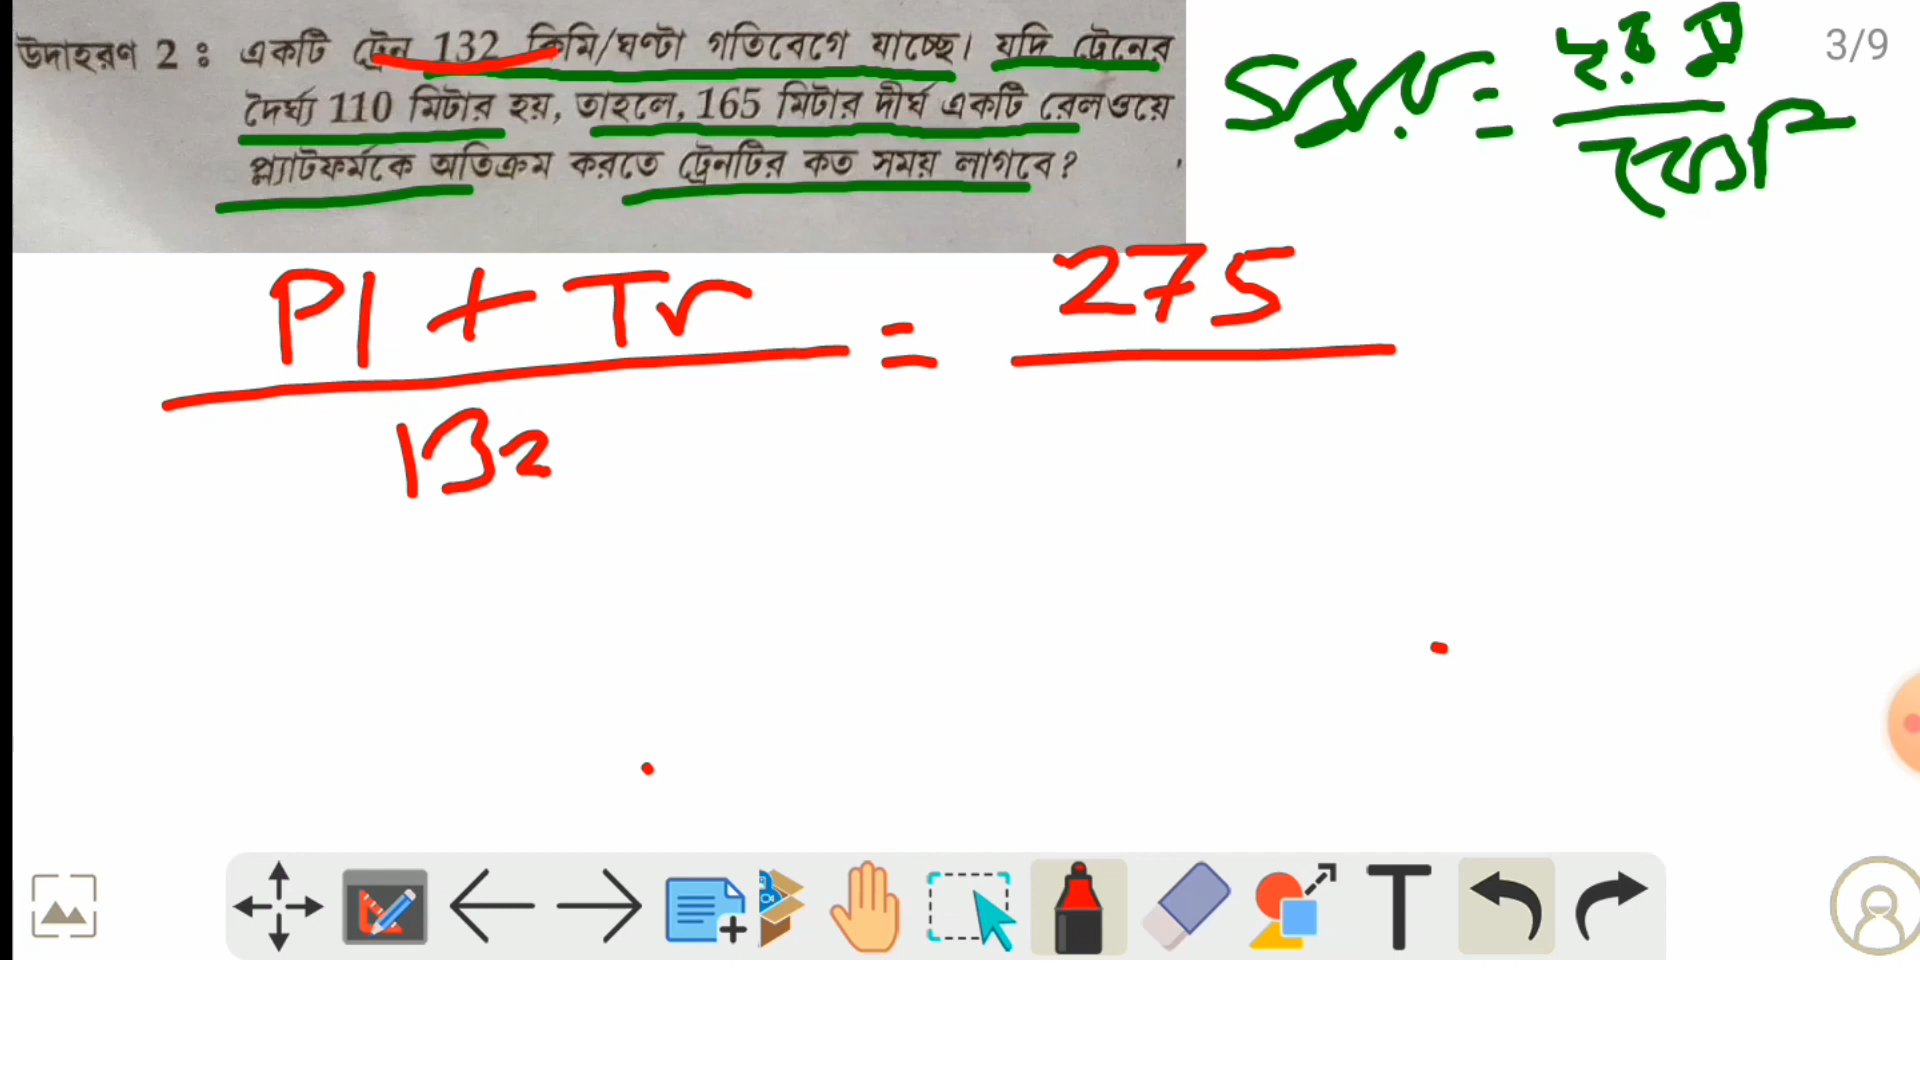 উদাহরণ 2 : একটি ট্রেন 132 কিমি/ঘণ্টা গতিবেগে যাচ্ছে। যদি ট্রেনের
দৈর্ঘ্য 110 মিটার হয়, তাহলে, 165 মিটার দীর্ঘ একটি রেলওয়ে
প্ল্যাটফর্মকে অতিক্রম করতে ট্রেনটির কত সময় লাগবে?
3/9
Pl + Tr = 275
132
T